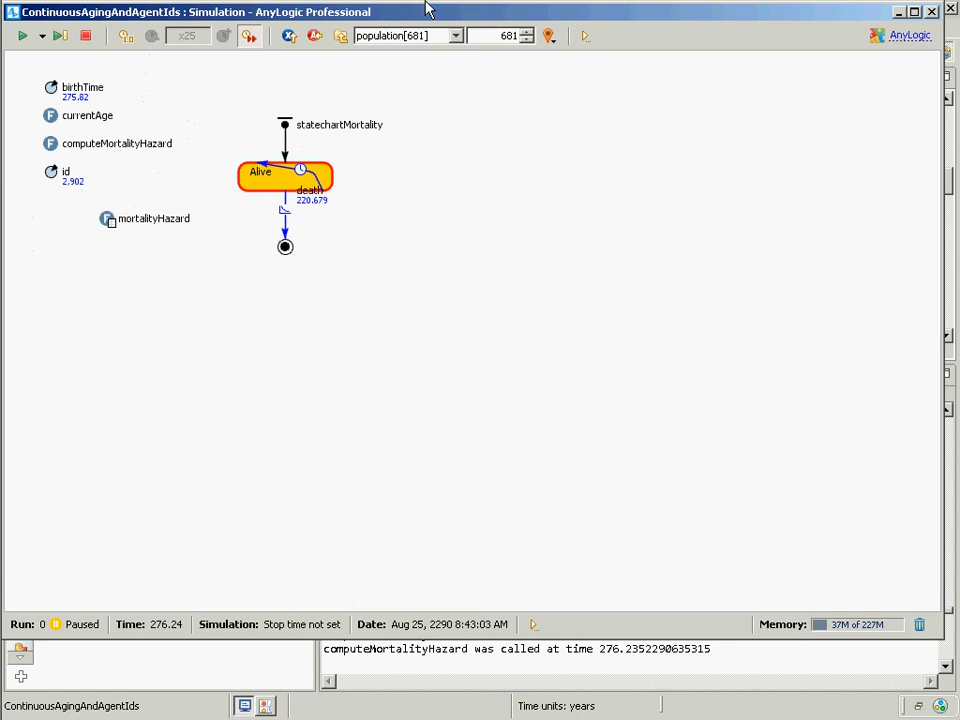 ContinuousAgingAndAgentIds : Simulation - AnyLogic Professional
x25
population[681]
681
AnyLogic
birthTime
275.82
currentAge
computeMortalityHazard
id
2,902
mortalityHazard
statechartMortality
Alive
death
220.679
Run: 0 Paused Time: 276.24 Simulation: Stop time not set Date: Aug 25, 2290 8:43:03 AM Memory: 37M of 227M
computeMortalityHazard was called at time 276.2352290635315
ContinuousAgingAndAgentIds
Time units: years